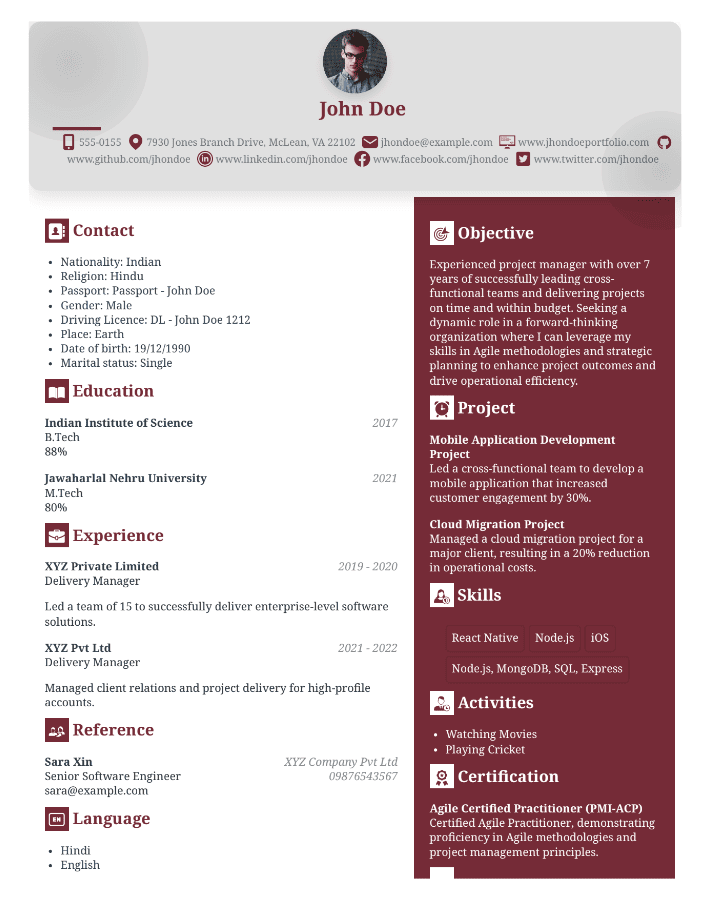 John Doe
555-0155 7930 Jones Branch Drive, McLean, VA 22102 jhondoe@example.com www.jhondoeportfolio.com
www.github.com/jhondoe www.linkedin.com/jhondoe www.facebook.com/jhondoe www.twitter.com/jhondoe
Contact
• Nationality: Indian
• Religion: Hindu
• Passport: Passport - John Doe
• Gender: Male
• Driving Licence: DL - John Doe 1212
• Place: Earth
• Date of birth: 19/12/1990
• Marital status: Single
Education
Indian Institute of Science 2017
B.Tech
88%
Jawaharlal Nehru University 2021
M.Tech
80%
Experience
XYZ Private Limited 2019 - 2020
Delivery Manager
Led a team of 15 to successfully deliver enterprise-level software
solutions.
XYZ Pvt Ltd 2021 - 2022
Delivery Manager
Managed client relations and project delivery for high-profile
accounts.
Reference
Sara Xin XYZ Company Pvt Ltd
Senior Software Engineer 09876543567
sara@example.com
Language
• Hindi
• English
Objective
Experienced project manager with over 7
years of successfully leading cross-
functional teams and delivering projects
on time and within budget. Seeking a
dynamic role in a forward-thinking
organization where I can leverage my
skills in Agile methodologies and strategic
planning to enhance project outcomes and
drive operational efficiency.
Project
Mobile Application Development
Project
Led a cross-functional team to develop a
mobile application that increased
customer engagement by 30%.
Cloud Migration Project
Managed a cloud migration project for a
major client, resulting in a 20% reduction
in operational costs.
Skills
React Native Node.js iOS
Node.js, MongoDB, SQL, Express
Activities
• Watching Movies
• Playing Cricket
Certification
Agile Certified Practitioner (PMI-ACP)
Certified Agile Practitioner, demonstrating
proficiency in Agile methodologies and
project management principles.